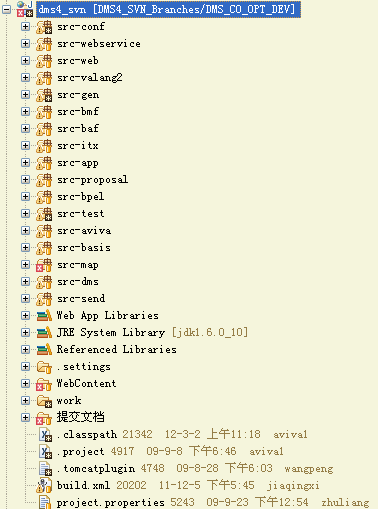 dms4_svn [DMS4_SVN_Branches/DMS_CO_OPT_DEV]
src-conf
src-webservice
src-web
src-valang2
src-gen
src-bmf
src-baf
src-itx
src-app
src-proposal
src-bpel
src-test
src-aviva
src-basis
src-map
src-dms
src-send
Web App Libraries
JRE System Library [jdk1.6.0_10]
Referenced Libraries
.settings
WebContent
work
提交文档
.classpath 21342 12-3-2 上午11:18 aviva1
.project 4917 09-9-8 下午6:46 aviva1
.tomcatplugin 4748 09-8-28 下午6:03 wangpeng
build.xml 20202 11-12-5 下午5:45 jiaqingxi
project.properties 5243 09-9-23 下午12:54 zhuliang